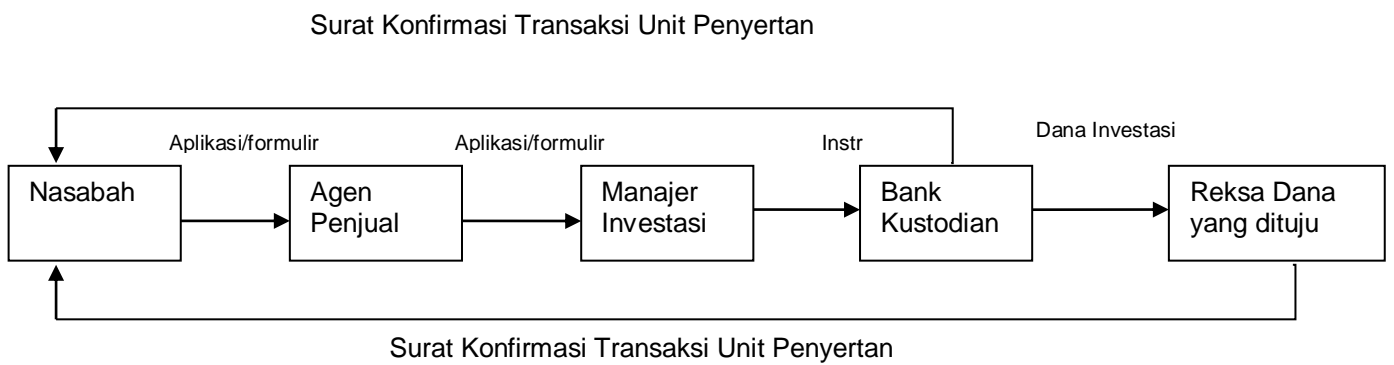 Surat Konfirmasi Transaksi Unit Penyertan
Aplikasi/formulir
Aplikasi/formulir
Instr
Dana Investasi
Nasabah
Agen
Penjual
Manajer
Investasi
Bank
Kustodian
Reksa Dana
yang dituju
Surat Konfirmasi Transaksi Unit Penyertan